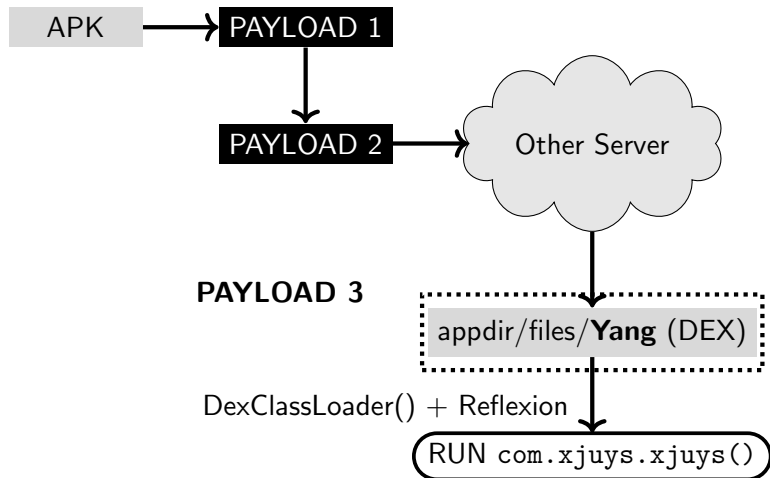 APK
PAYLOAD 1
PAYLOAD 2
Other Server
PAYLOAD 3
appdir/files/Yang (DEX)
DexClassLoader() + Reflexion
RUN com.xjuys.xjuys()